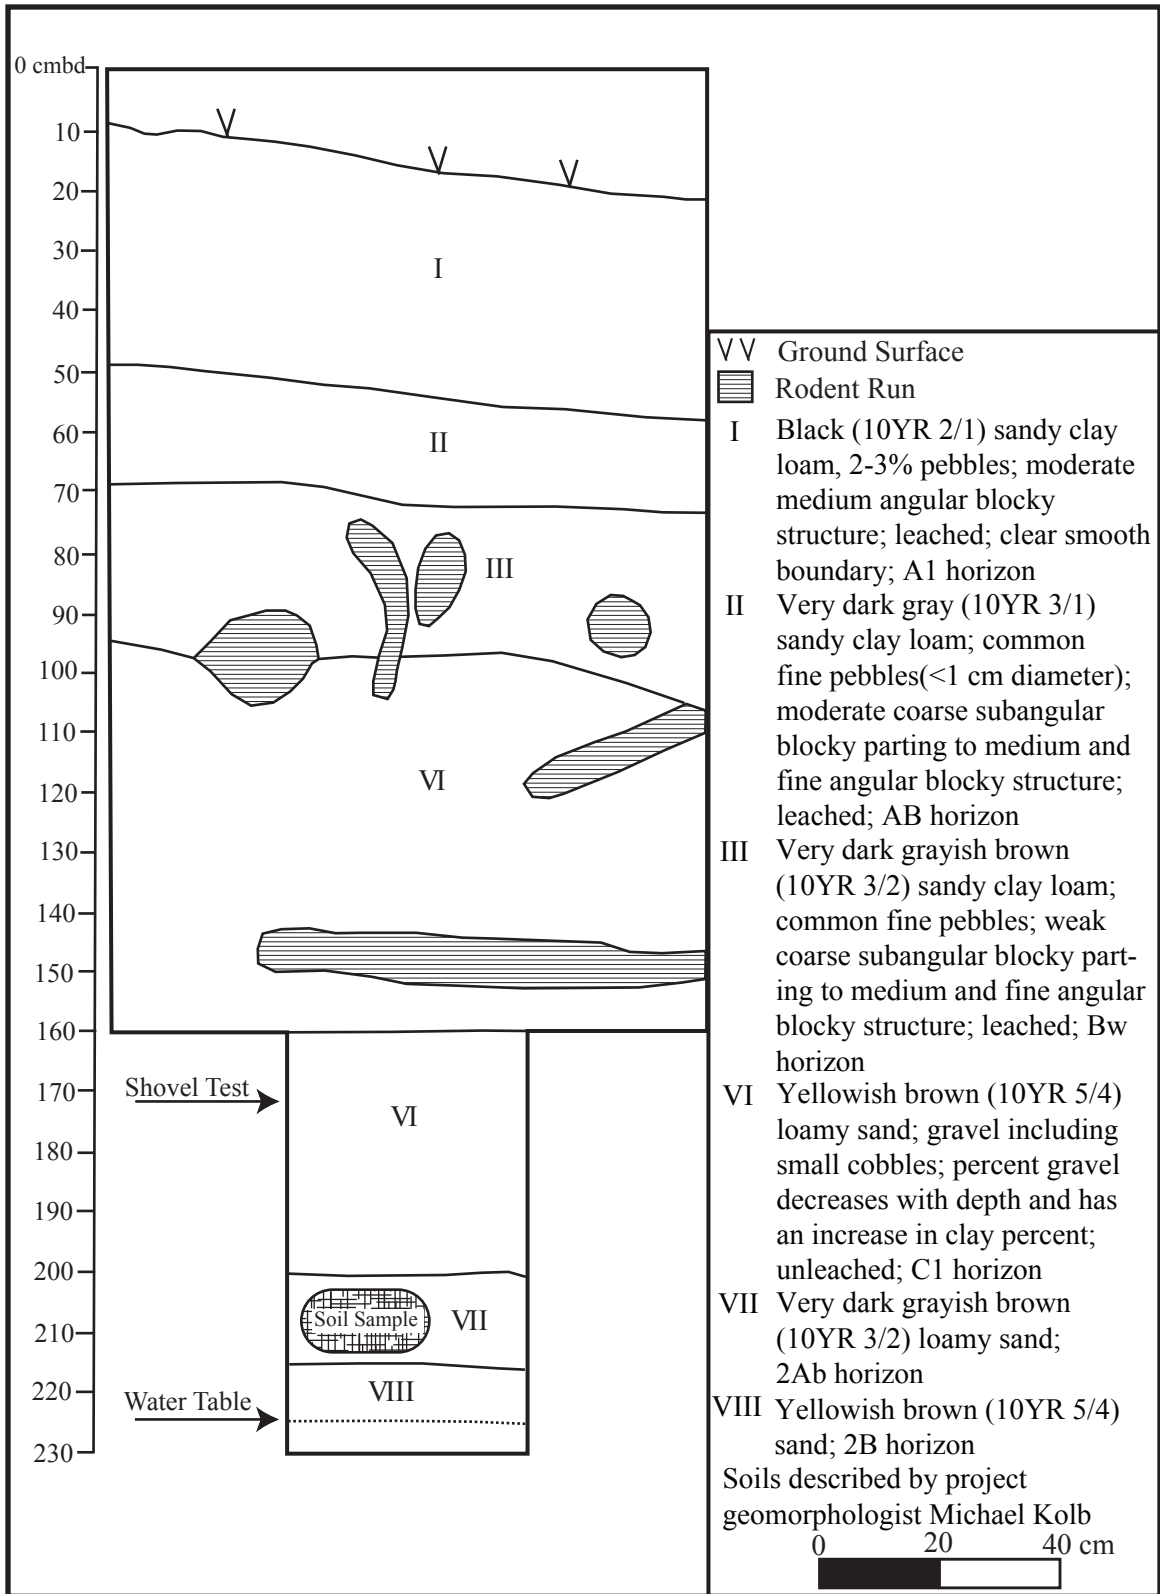 0 cmbd
10
20
30
40
50
60
70
80
90
100
110
120
130
140
150
160
170
180
190
200
210
220
230
I
II
III
VI
VI
Shovel Test
Soil Sample
VII
VIII
Water Table
Ground Surface
Rodent Run
I Black (10YR 2/1) sandy clay
loam, 2-3% pebbles; moderate
medium angular blocky
structure; leached; clear smooth
boundary; A1 horizon
II Very dark gray (10YR 3/1)
sandy clay loam; common
fine pebbles(<1 cm diameter);
moderate coarse subangular
blocky parting to medium and
fine angular blocky structure;
leached; AB horizon
III Very dark grayish brown
(10YR 3/2) sandy clay loam;
common fine pebbles; weak
coarse subangular blocky part-
ing to medium and fine angular
blocky structure; leached; Bw
horizon
VI Yellowish brown (10YR 5/4)
loamy sand; gravel including
small cobbles; percent gravel
decreases with depth and has
an increase in clay percent;
unleached; C1 horizon
VII Very dark grayish brown
(10YR 3/2) loamy sand;
2Ab horizon
VIII Yellowish brown (10YR 5/4)
sand; 2B horizon
Soils described by project
geomorphologist Michael Kolb
0 20 40 cm